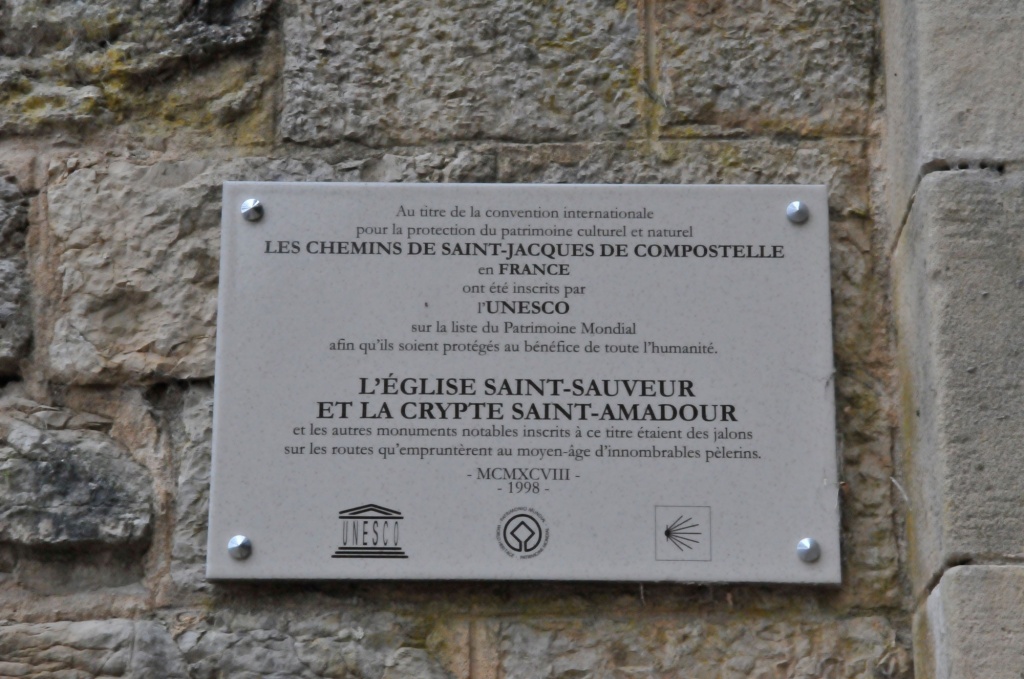 Au titre de la convention internationale
pour la protection du patrimoine culturel et naturel
LES CHEMINS DE SAINT-JACQUES DE COMPOSTELLE
en FRANCE
ont été inscrits par
l'UNESCO
sur la liste du Patrimoine Mondial
afin qu'ils soient protégés au bénéfice de toute l'humanité.
L'ÉGLISE SAINT-SAUVEUR
ET LA CRYPTE SAINT-AMADOUR
et les autres monuments notables inscrits à ce titre étaient des jalons
sur les routes qu'empruntèrent au moyen-âge d'innombrables pèlerins.
- MCMXCVIII -
- 1998 -
UNESCO